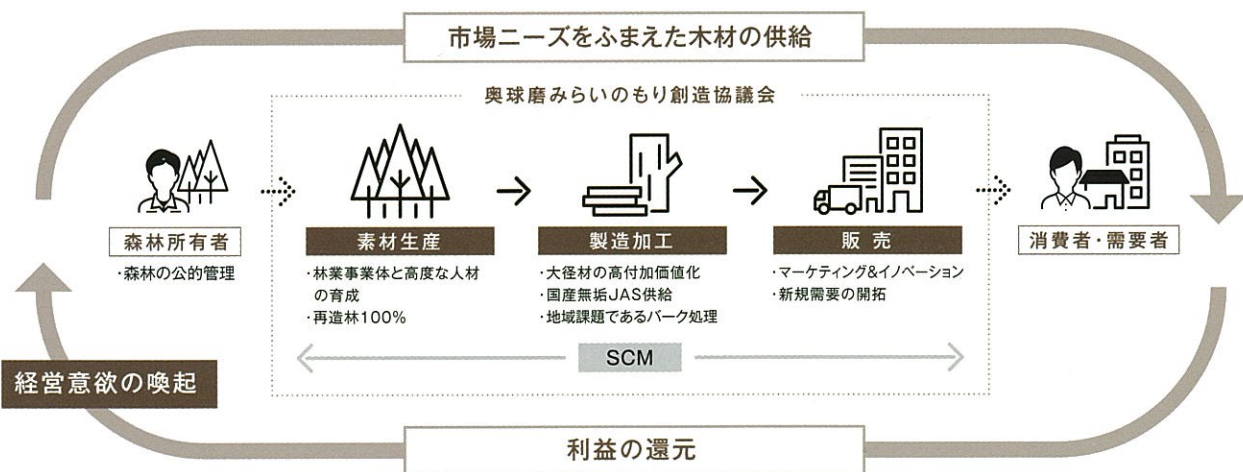 市場ニーズをふまえた木材の供給
奥球磨みらいのもり創造協議会
森林所有者
・森林の公的管理
素材生産
・林業事業体と高度な人材
の育成
・再造林100%
製造加工
・大径材の高付加価値化
・国産無垢JAS供給
・地域課題であるバーク処理
販売
・マーケティング&イノベーション
・新規需要の開拓
消費者・需要者
SCM
経営意欲の喚起
利益の還元